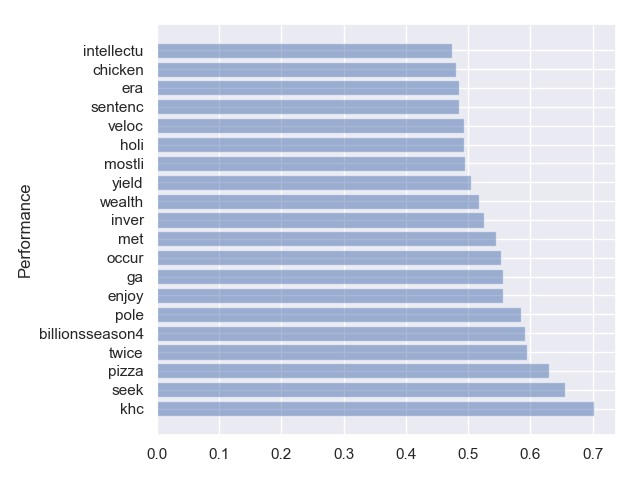 intellectu
chicken
era
sentenc
veloc
holi
mostli
yield
wealth
inver
met
occur
ga
enjoy
pole
billionsseason4
twice
pizza
seek
khc
Performance
0.0 0.1 0.2 0.3 0.4 0.5 0.6 0.7